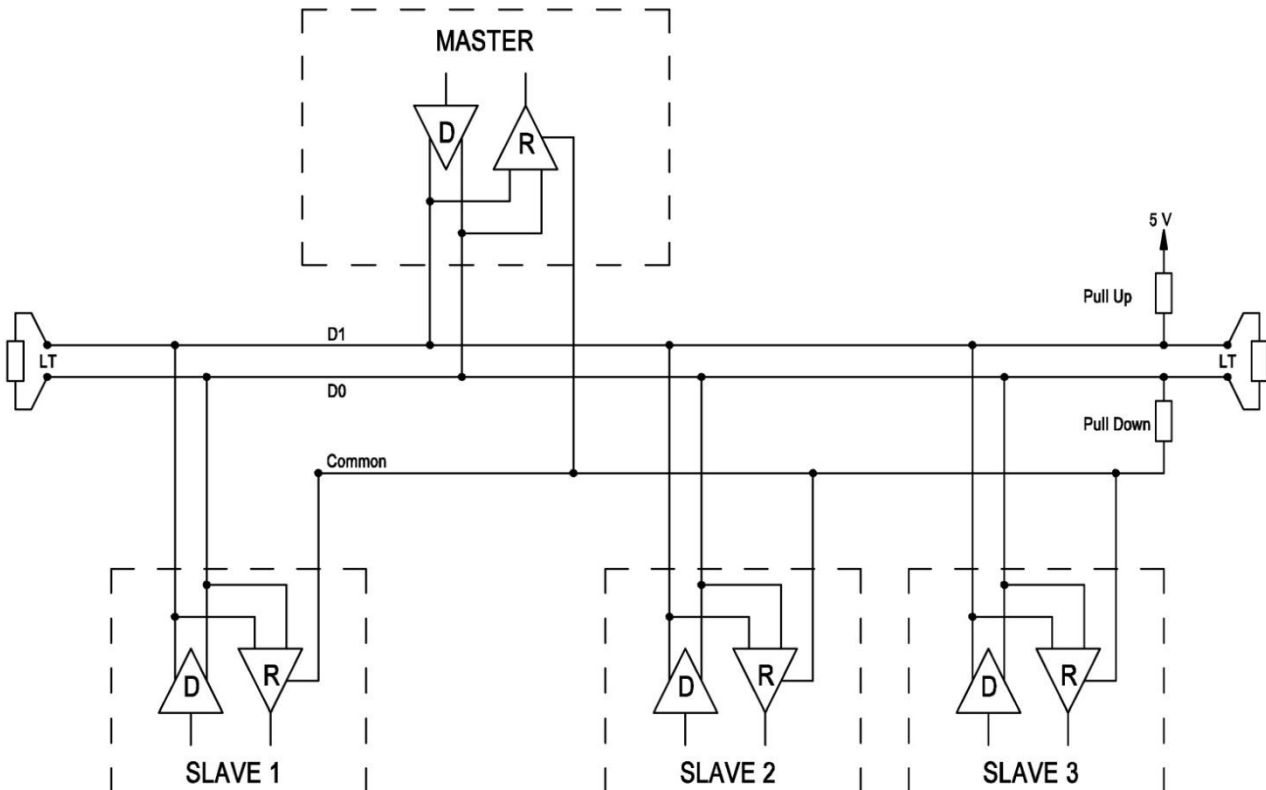 MASTER
D
R
5 V
Pull Up
D1
LT
LT
D0
Pull Down
Common
D
R
D
R
D
R
SLAVE 1
SLAVE 2
SLAVE 3